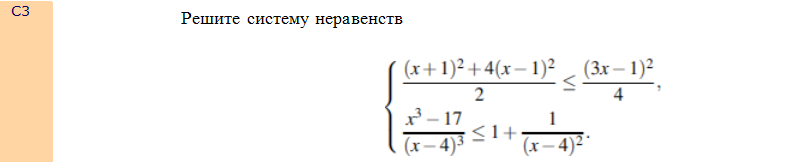 C3
Решите систему неравенств
(x+1)²+4(x−1)²/2 ≤ (3x−1)²/4,
x³−17/(x−4)³ ≤ 1+1/(x−4)².